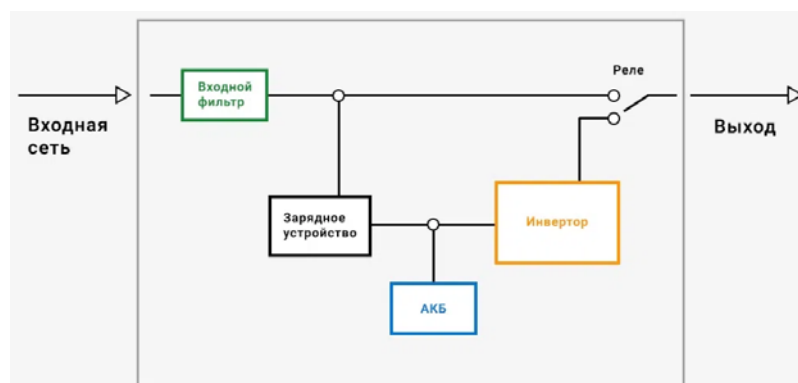 Входной
фильтр
Реле
Входная
сеть
Выход
Зарядное
устройство
Инвертор
АКБ